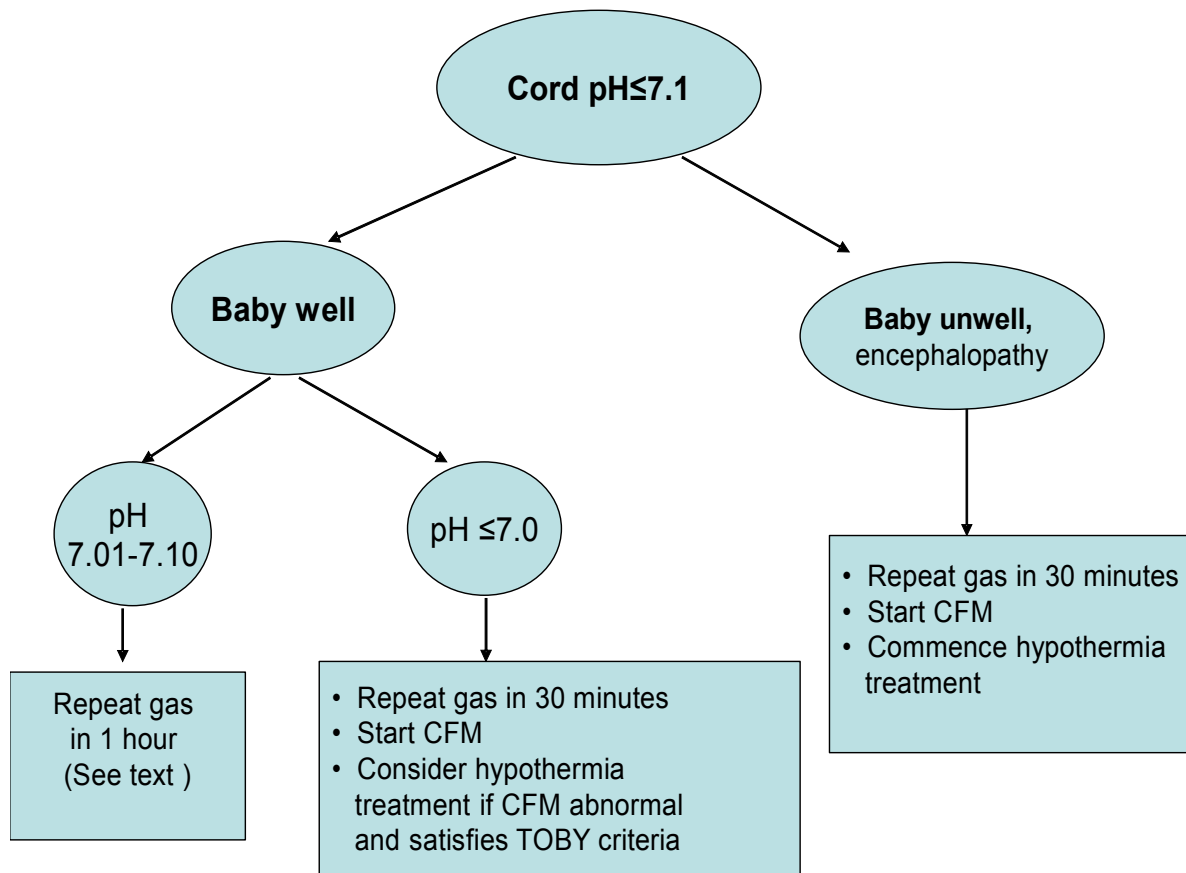 Cord pH≤7.1
Baby well
Baby unwell,
encephalopathy
pH
7.01-7.10
pH ≤7.0
Repeat gas
in 1 hour
(See text )
• Repeat gas in 30 minutes
• Start CFM
• Consider hypothermia
treatment if CFM abnormal
and satisfies TOBY criteria
• Repeat gas in 30 minutes
• Start CFM
• Commence hypothermia
treatment